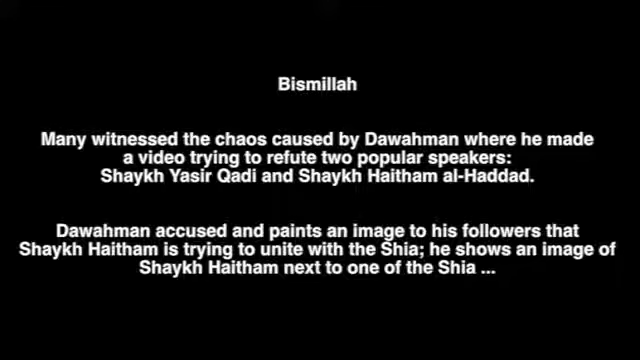 Bismillah
Many witnessed the chaos caused by Dawahman where he made
a video trying to refute two popular speakers:
Shaykh Yasir Qadi and Shaykh Haitham al-Haddad.
Dawahman accused and paints an image to his followers that
Shaykh Haitham is trying to unite with the Shia; he shows an image of
Shaykh Haitham next to one of the Shia ...